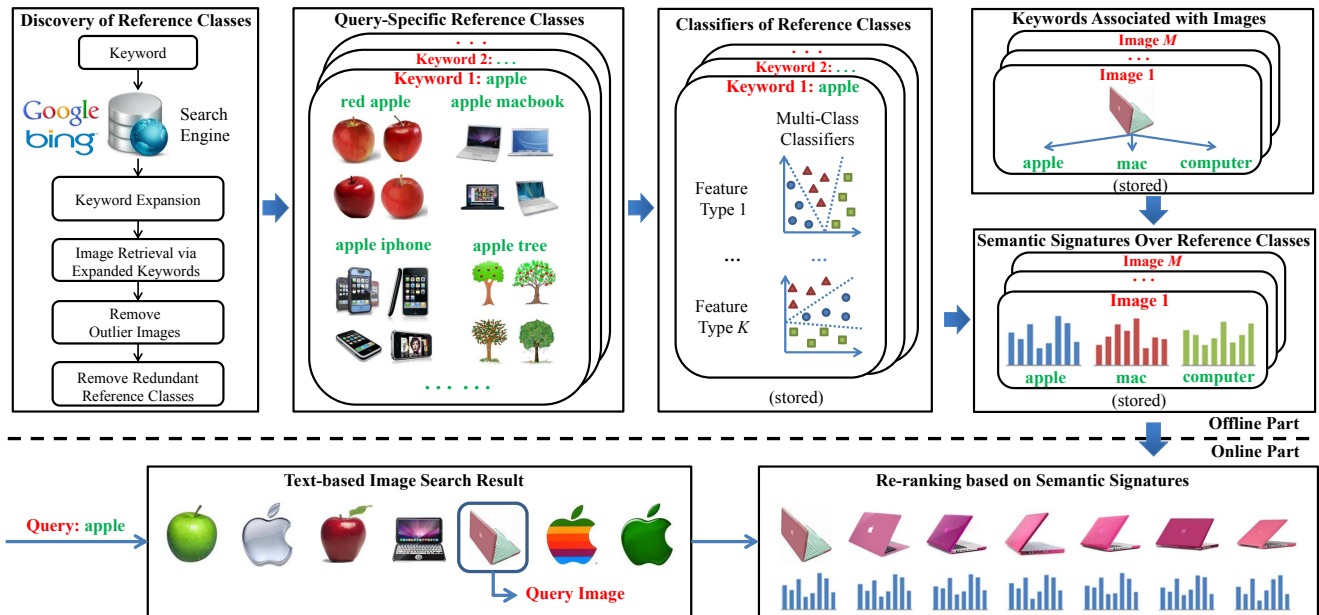 Discovery of Reference Classes
Keyword
Google
bing
Search
Engine
Keyword Expansion
Image Retrieval via
Expanded Keywords
Remove
Outlier Images
Remove Redundant
Reference Classes
Query-Specific Reference Classes
. . .
Keyword 2: . . .
Keyword 1: apple
red apple
apple macbook
apple iphone
apple tree
. . . . . .
Classifiers of Reference Classes
. . .
Keyword 2: . . .
Keyword 1: apple
Multi-Class
Classifiers
Feature
Type 1
... ...
Feature
Type K
(stored)
Keywords Associated with Images
Image M
. . .
Image 1
apple
mac
computer
(stored)
Semantic Signatures Over Reference Classes
Image M
. . .
Image 1
apple
mac
computer
(stored)
Offline Part
Online Part
Query: apple
Text-based Image Search Result
Query Image
Re-ranking based on Semantic Signatures